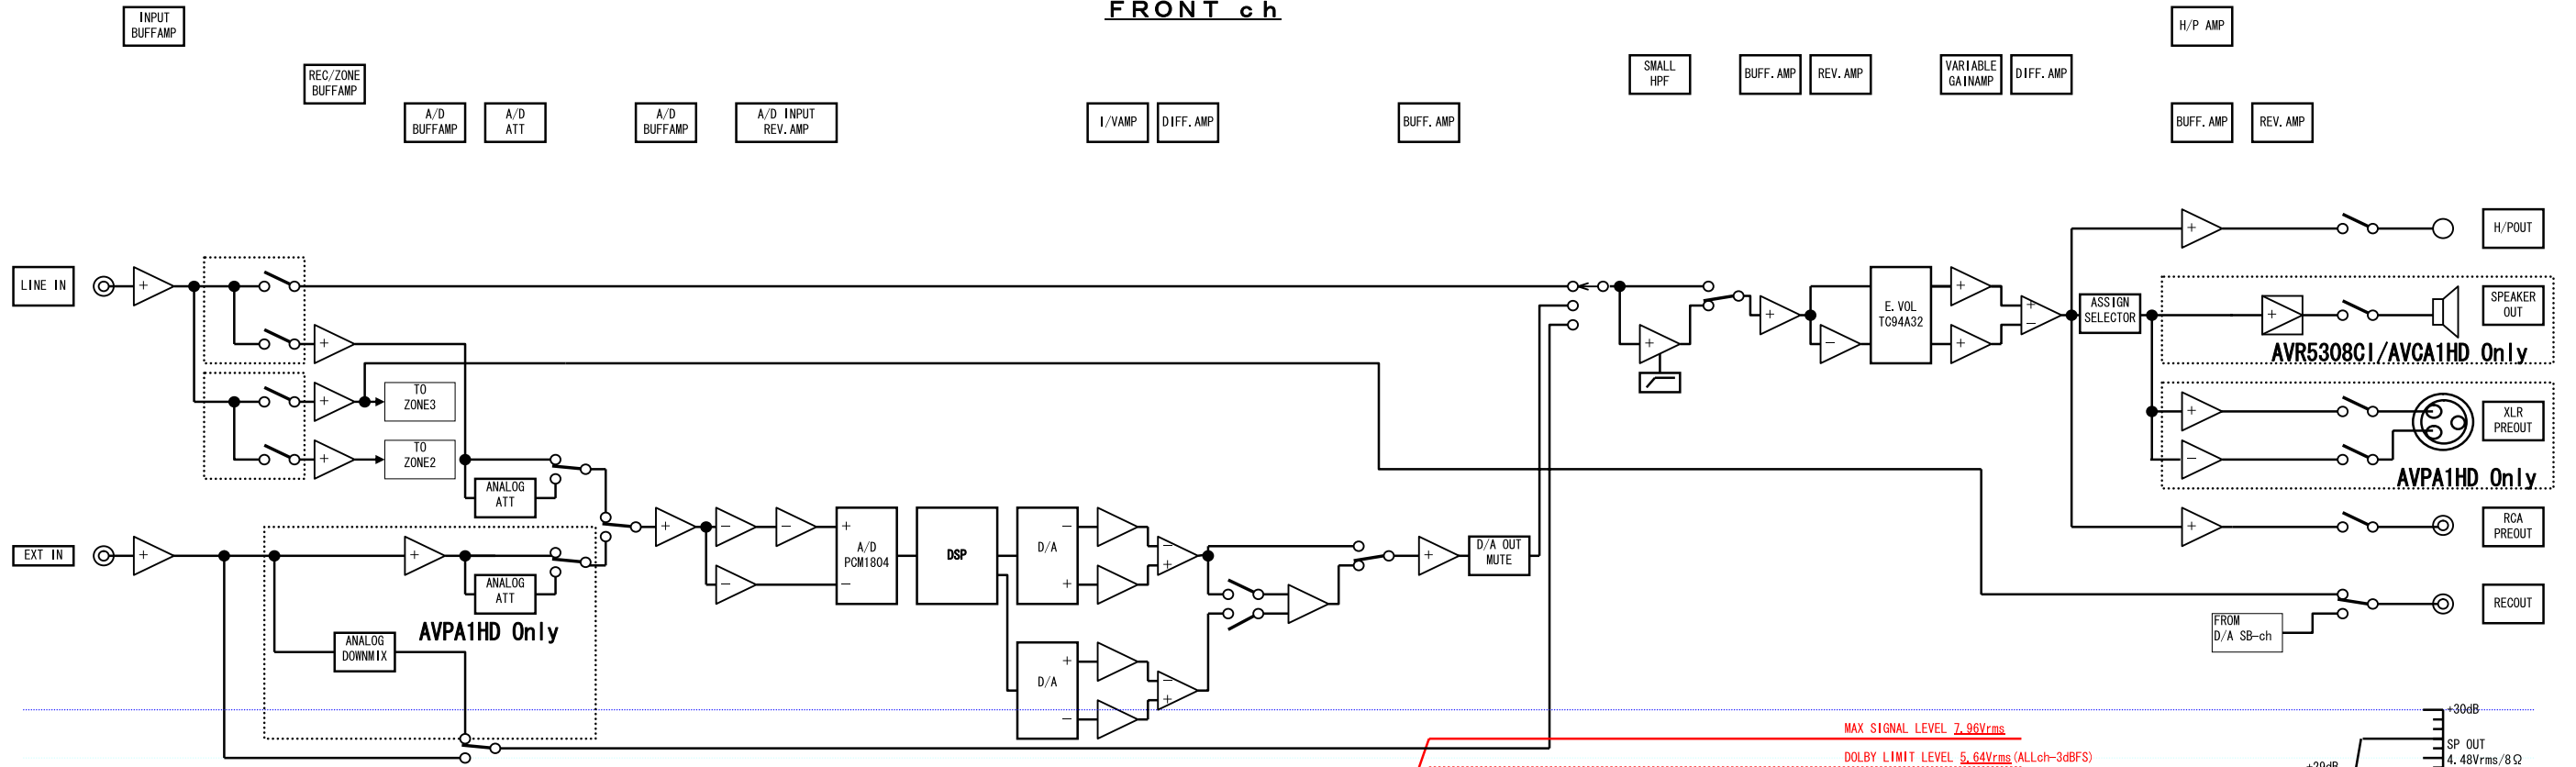 FRONT ch
INPUT
BUFFAMP
H/P AMP
REC/ZONE
BUFFAMP
SMALL
HPF
BUFF.AMP
REV.AMP
VARIABLE
GAINAMP
DIFF.AMP
A/D
BUFFAMP
A/D
ATT
A/D
BUFFAMP
A/D INPUT
REV.AMP
I/VAMP
DIFF.AMP
BUFF.AMP
BUFF.AMP
REV.AMP
H/POUT
LINE IN
E.VOL
TC94A32
ASSIGN
SELECTOR
SPEAKER
OUT
AVR5308CI/AVCA1HD Only
TO
ZONE3
XLR
PREOUT
TO
ZONE2
AVPA1HD Only
ANALOG
ATT
EXT IN
A/D
PCM1804
DSP
D/A
D/A OUT
MUTE
RCA
PREOUT
ANALOG
ATT
AVPA1HD Only
RECOUT
FROM
D/A SB-ch
ANALOG
DOWNMIX
D/A
+30dB
MAX SIGNAL LEVEL 7.96Vrms
SP OUT
4.48Vrms/8Ω
DOLBY LIMIT LEVEL 5.64Vrms(ALLch-3dBFS)
+29dB